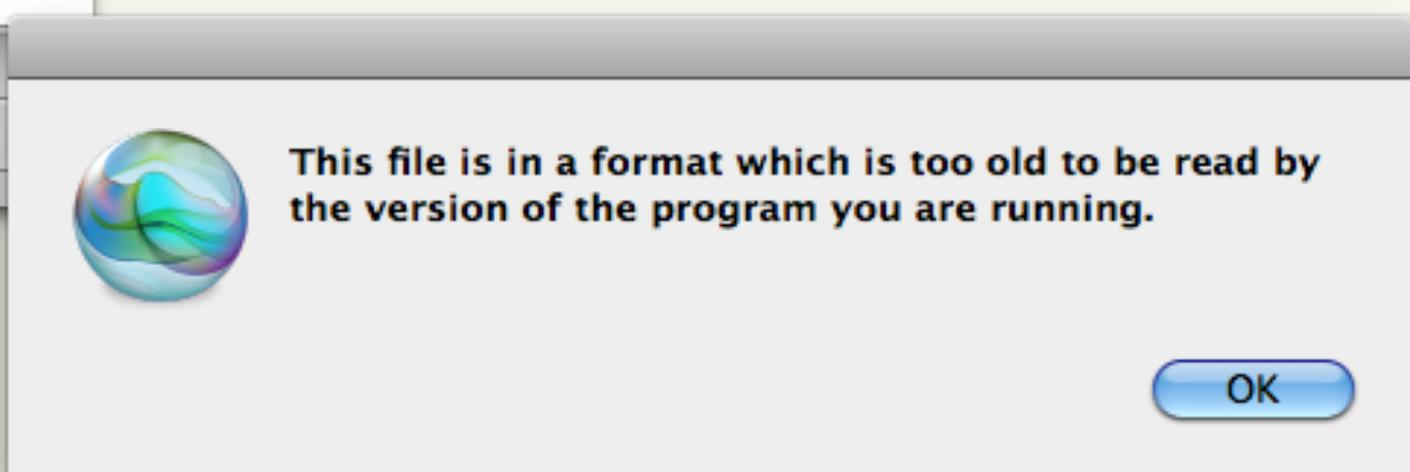 This file is in a format which is too old to be read by
the version of the program you are running.
OK